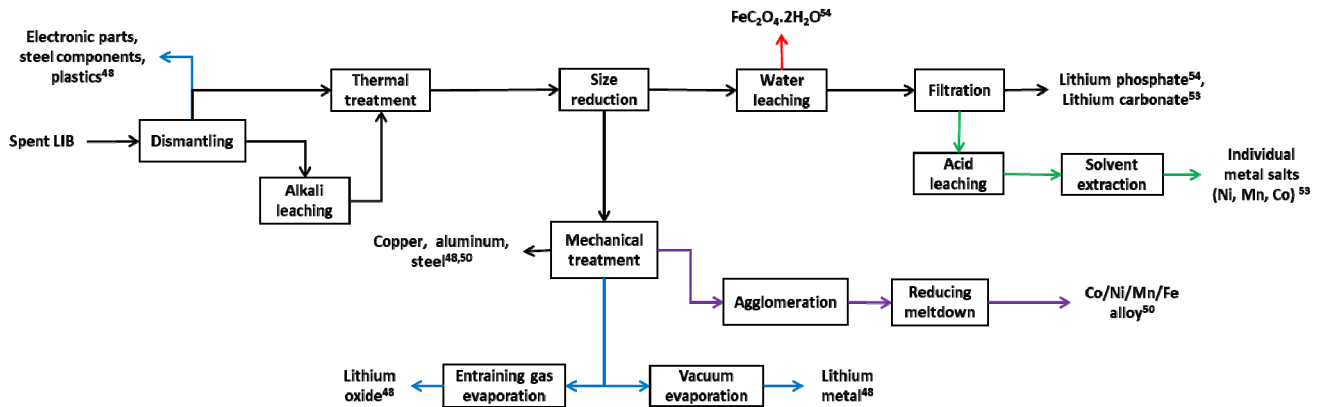 FeC₂O₄.2H₂O⁵⁴
Electronic parts,
steel components,
plastics⁴⁸
Thermal
treatment
Size
reduction
Water
leaching
Filtration
Lithium phosphate⁵⁴,
Lithium carbonate⁵³
Spent LIB
Dismantling
Alkali
leaching
Acid
leaching
Solvent
extraction
Individual
metal salts
(Ni, Mn, Co) ⁵³
Copper, aluminum,
steel⁴⁸,⁵⁰
Mechanical
treatment
Agglomeration
Reducing
meltdown
Co/Ni/Mn/Fe
alloy⁵⁰
Lithium
oxide⁴⁸
Entraining gas
evaporation
Vacuum
evaporation
Lithium
metal⁴⁸